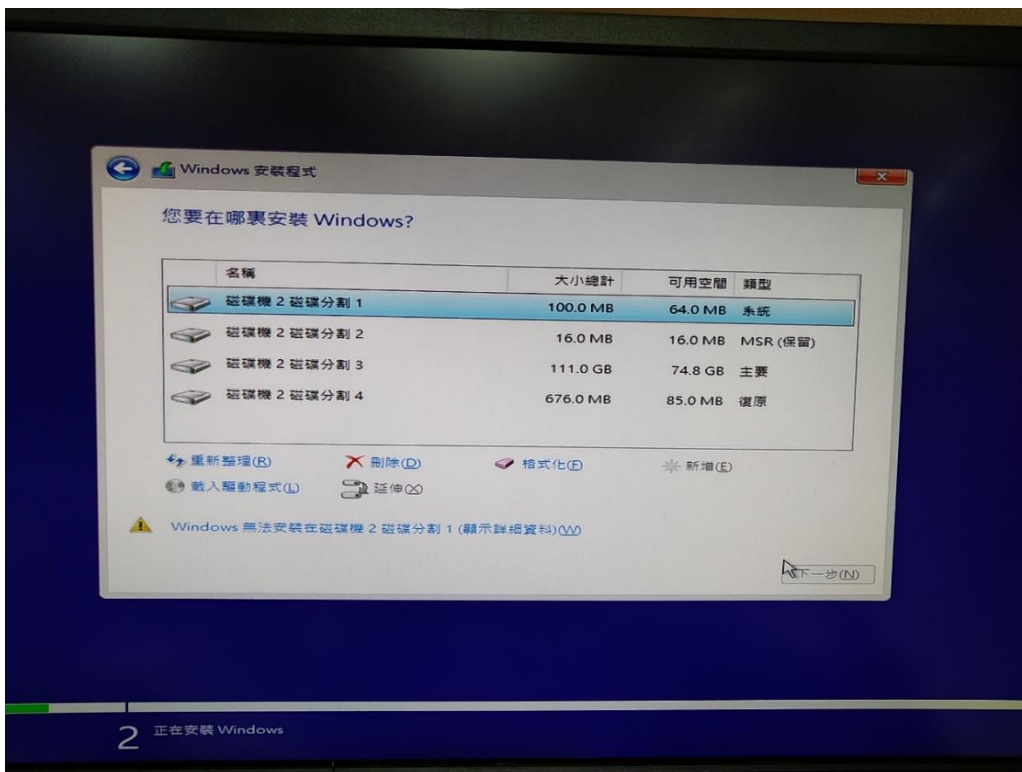 Windows 安裝程式
您要在哪裏安裝 Windows?
名稱 大小總計 可用空間 類型
磁碟機 2 磁碟分割 1 100.0 MB 64.0 MB 系統
磁碟機 2 磁碟分割 2 16.0 MB 16.0 MB MSR (保留)
磁碟機 2 磁碟分割 3 111.0 GB 74.8 GB 主要
磁碟機 2 磁碟分割 4 676.0 MB 85.0 MB 復原
重新整理(R) 刪除(D) 格式化(F) 新增(E)
載入驅動程式(L) 延伸(X)
Windows 無法安裝在磁碟機 2 磁碟分割 1 (顯示詳細資料)(W)
下一步(N)
2 正在安裝 Windows